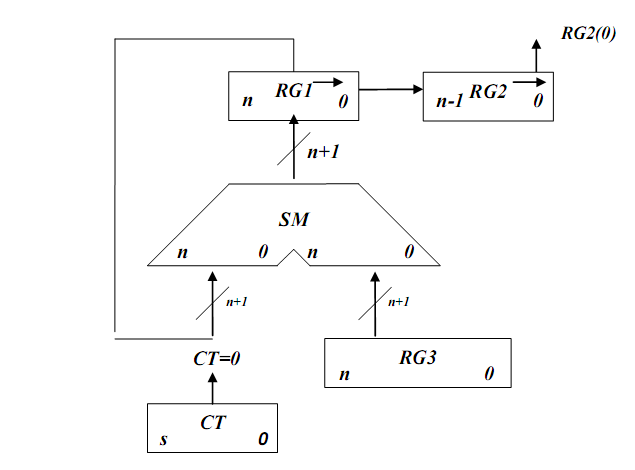 RG2(0)
n RG1 0
n-1 RG2 0
n+1
SM
n 0 n 0
n+1 n+1
CT=0
RG3
n 0
CT
s 0